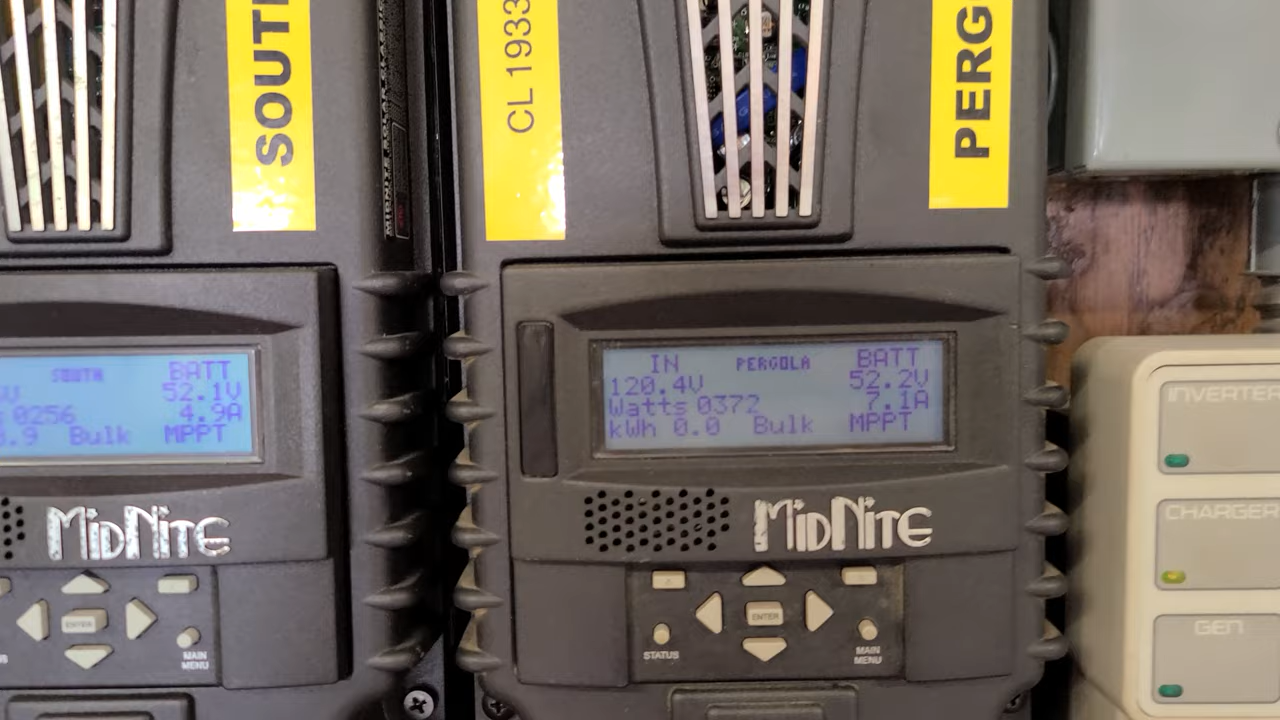 SOUTH
CL 1933
PERG
SOUTH BATT
52.1V
0256 4.9A
.9 Bulk MPPT
IN PERGOLA BATT
120.4V 52.2V
Watts 0372 7.1A
kWh 0.0 Bulk MPPT
MIDNITE
MIDNITE
ENTER
MAIN
MENU
ENTER
STATUS
MAIN
MENU
INVERTER
CHARGER
GEN